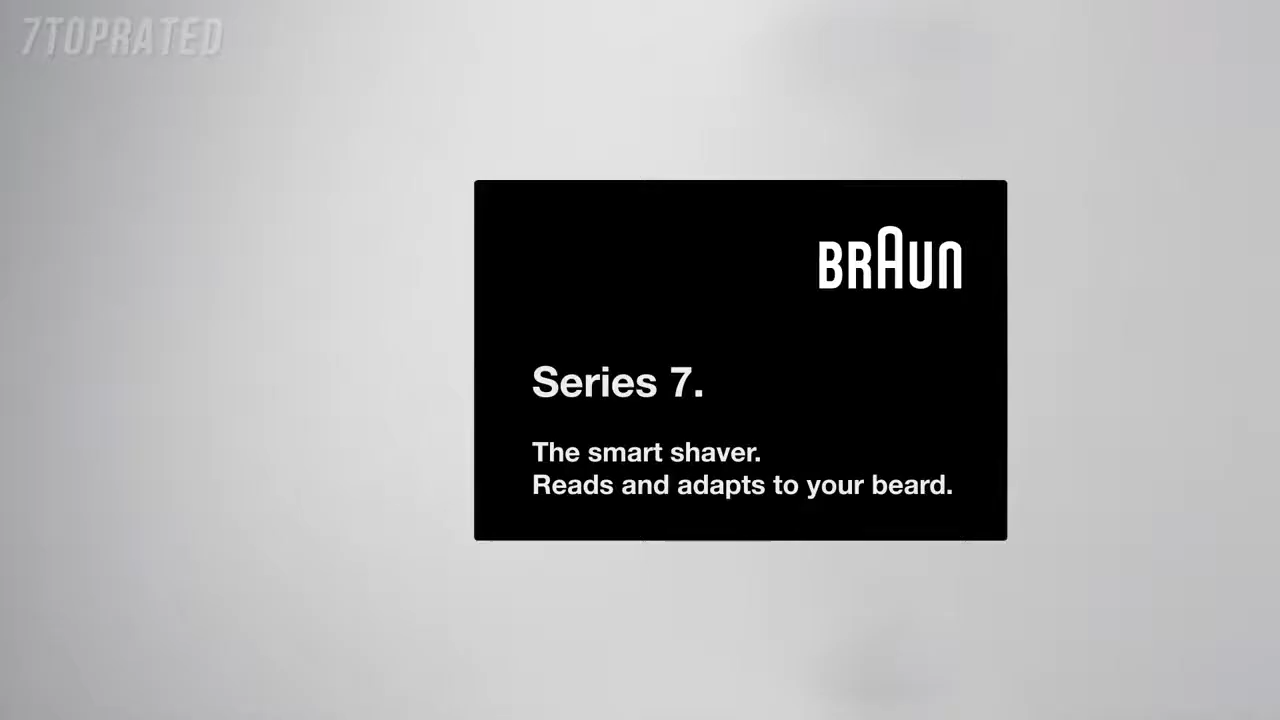 7TOPRATED
BRAUN
Series 7.
The smart shaver.
Reads and adapts to your beard.